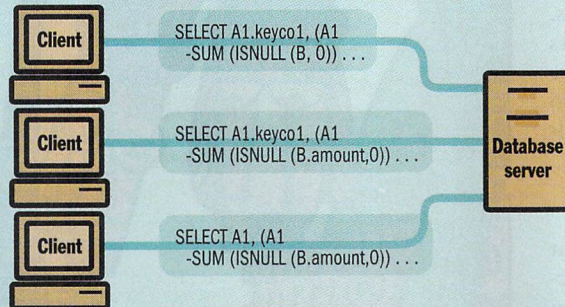 Client
SELECT A1.keyco1, (A1
-SUM (ISNULL (B, 0)) . . .
Client
SELECT A1.keyco1, (A1
-SUM (ISNULL (B.amount,0)) . . .
Database
server
Client
SELECT A1, (A1
-SUM (ISNULL (B.amount,0)) . . .